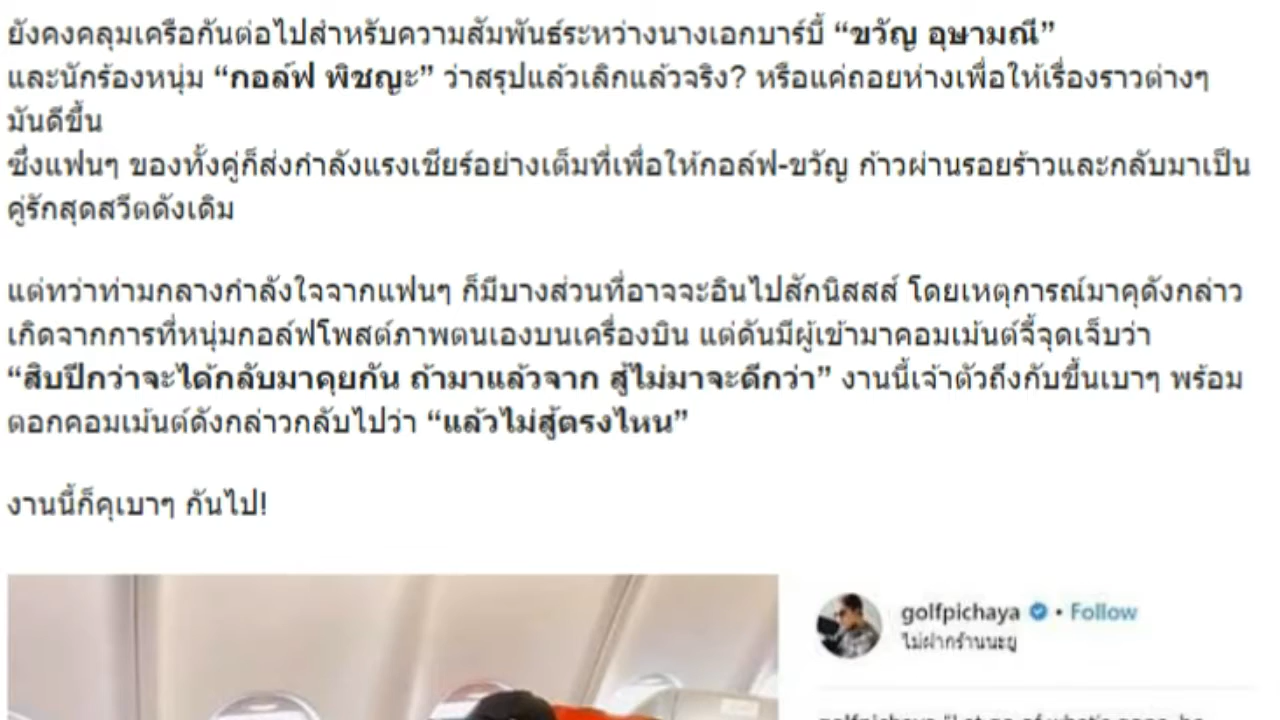 ยังคงคลุมเครือกันต่อไปสำหรับความสัมพันธ์ระหว่างนางเอกบาร์บี้ “ขวัญ อุษามณี”
และนักร้องหนุ่ม “กอล์ฟ พิชญะ” ว่าสรุปแล้วเลิกแล้วจริง? หรือแค่ถอยห่างเพื่อให้เรื่องราวต่างๆ
มันดีขึ้น
ซึ่งแฟนๆ ของทั้งคู่ก็ส่งกำลังแรงเชียร์อย่างเต็มที่เพื่อให้กอล์ฟ-ขวัญ ก้าวผ่านรอยร้าวและกลับมาเป็น
คู่รักสุดสวีตดังเดิม
แต่ทว่าท่ามกลางกำลังใจจากแฟนๆ ก็มีบางส่วนที่อาจจะอินไปสักนิสสส์ โดยเหตุการณ์มาคุดังกล่าว
เกิดจากการที่หนุ่มกอล์ฟโพสต์ภาพตนเองบนเครื่องบิน แต่ดันมีผู้เข้ามาคอมเม้นต์จี้จุดเจ็บว่า
“สิบปีกว่าจะได้กลับมาคุยกัน ถ้ามาแล้วจาก สู้ไม่มาจะดีกว่า” งานนี้เจ้าตัวถึงกับขึ้นเบาๆ พร้อม
ตอกคอมเม้นต์ดังกล่าวกลับไปว่า “แล้วไม่สู้ตรงไหน”
งานนี้ก็คุเบาๆ กันไป!
golfpichaya • Follow
ไม่ฝากร้านนะยู
golfpichaya "Let go of what's gone, be